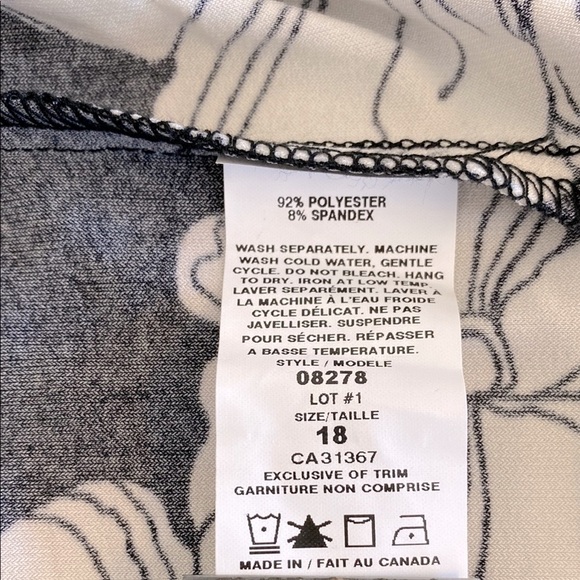 92% POLYESTER
8% SPANDEX
WASH SEPARATELY. MACHINE
WASH COLD WATER, GENTLE
CYCLE. DO NOT BLEACH. HANG
TO DRY. IRON AT LOW TEMP.
LAVER SEPARÉMENT. LAVER À
LA MACHINE À L'EAU FROIDE
CYCLE DÉLICAT. NE PAS
JAVELLISER. SUSPENDRE
POUR SÉCHER. RÉPASSER
A BASSE TEMPERATURE.
STYLE / MODELE
08278
LOT #1
SIZE/TAILLE
18
CA31367
EXCLUSIVE OF TRIM
GARNITURE NON COMPRISE
MADE IN / FAIT AU CANADA